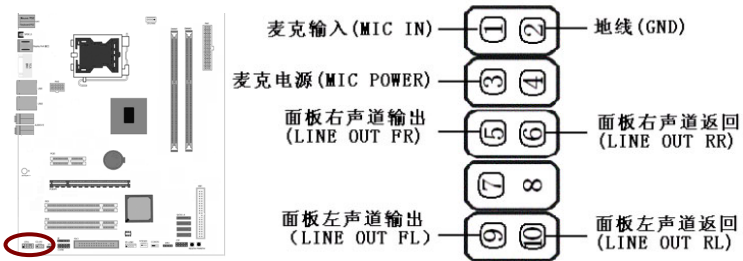 麦克输入(MIC IN)
1
2
地线(GND)
麦克电源(MIC POWER)
3
4
面板右声道输出
(LINE OUT FR)
5
6
面板右声道返回
(LINE OUT RR)
7
8
面板左声道输出
(LINE OUT FL)
9
10
面板左声道返回
(LINE OUT RL)